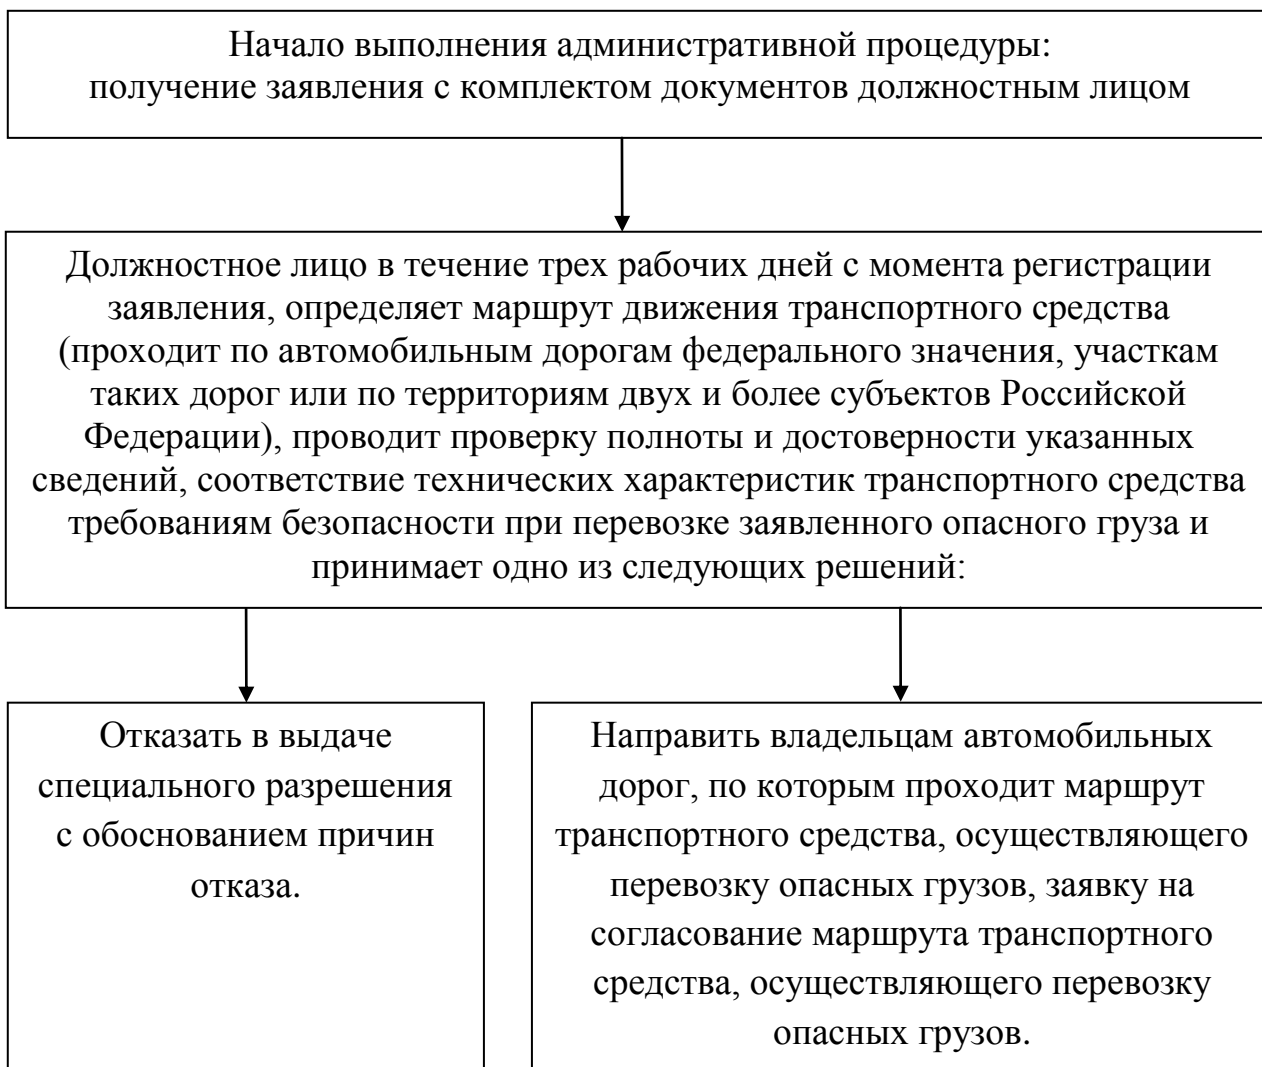 Начало выполнения административной процедуры:
получение заявления с комплектом документов должностным лицом
Должностное лицо в течение трех рабочих дней с момента регистрации
заявления, определяет маршрут движения транспортного средства
(проходит по автомобильным дорогам федерального значения, участкам
таких дорог или по территориям двух и более субъектов Российской
Федерации), проводит проверку полноты и достоверности указанных
сведений, соответствие технических характеристик транспортного средства
требованиям безопасности при перевозке заявленного опасного груза и
принимает одно из следующих решений:
Отказать в выдаче
специального разрешения
с обоснованием причин
отказа.
Направить владельцам автомобильных
дорог, по которым проходит маршрут
транспортного средства, осуществляющего
перевозку опасных грузов, заявку на
согласование маршрута транспортного
средства, осуществляющего перевозку
опасных грузов.